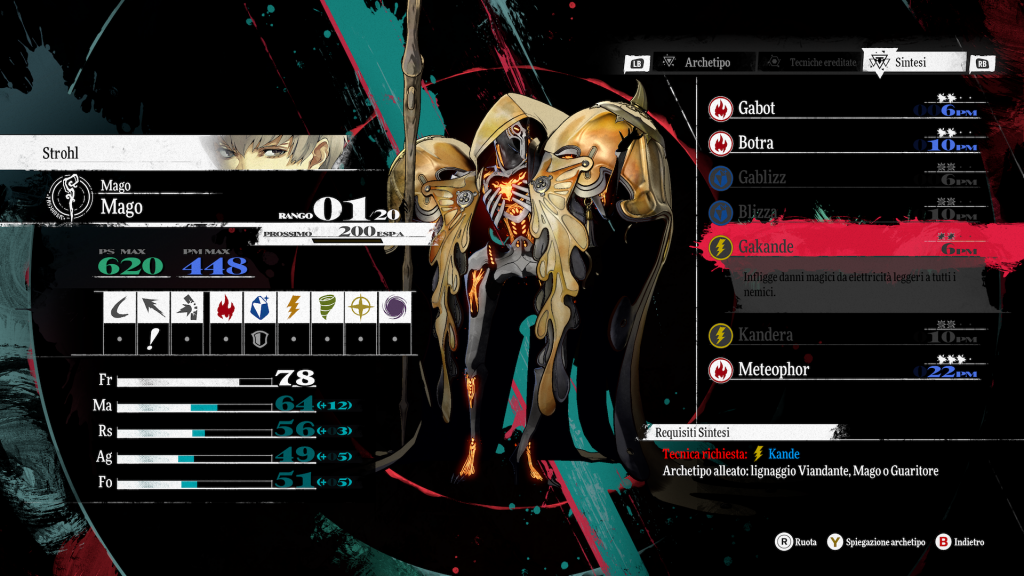 LB
Archetipo
Tecniche ereditate
Sintesi
RB
Strohl
Mago
Mago
RANGO 01/20
PROSSIMO 200ESP A
PS MAX
620
PM MAX
448
Fr 78
Ma 64(+12)
Rs 56(+3)
Ag 49(+5)
Fo 51(+5)
Gabot 6PM
Botra 10PM
Gablizz 6PM
Blizza 10PM
Gakande 6PM
Infligge danni magici da elettricità leggeri a tutti i
nemici.
Kandera 10PM
Meteophor 22PM
Requisiti Sintesi
Tecnica richiesta: Kande
Archetipo alleato: lignaggio Viandante, Mago o Guaritore
R Ruota
Y Spiegazione archetipo
B Indietro